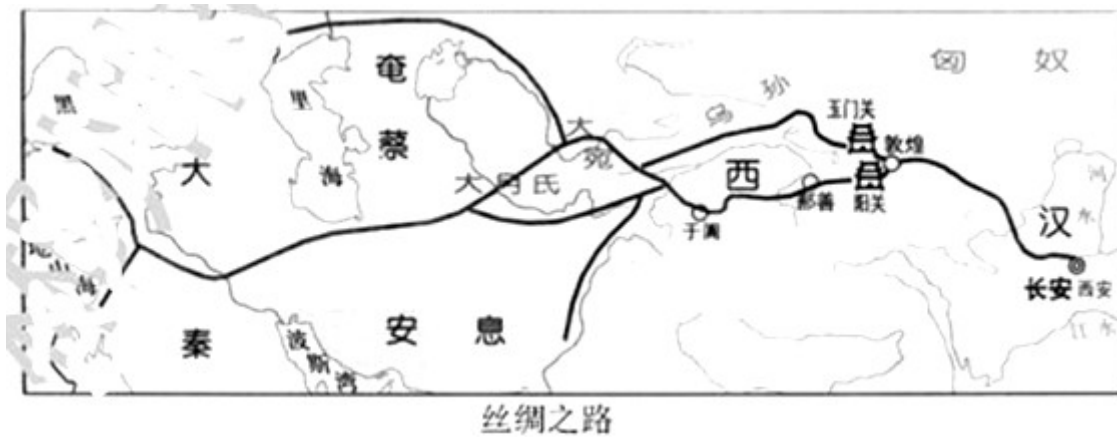 匈奴
乌孙
玉门关
敦煌
奄蔡
黑
里海
大宛
大月氏
西
鄯善
阳关
于阗
汉
长安 西安
大秦
地中海
安息
波斯湾
丝绸之路